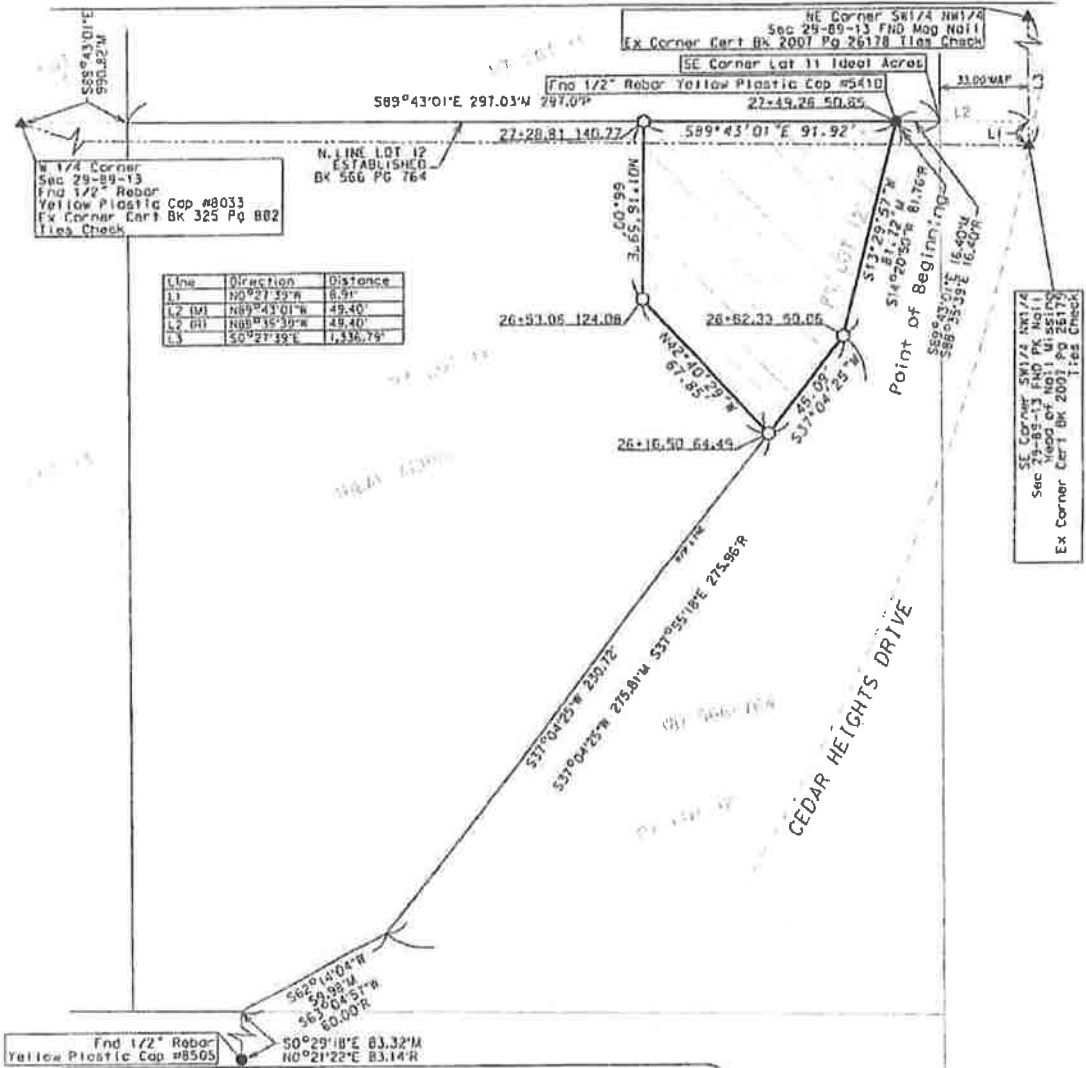 NE Corner SW1/4 NW1/4
Sec 29-89-13 FND Mag Nail
Ex Corner Cert BK 2007 Pg 26178 Ties Check
SE Corner Lot 11 Ideal Acres
Fnd 1/2" Rebar Yellow Plastic Cap #5410
33.00'M&P
L3
S89°43'01"E
990.82'M
S89°43'01"E 297.03'M 297.0'P
27+49.26 50.85
L2
27+28.81 140.77
S89°43'01"E 91.92'
L1
N.LINE LOT 12
ESTABLISHED
BK 566 PG 764
W 1/4 Corner
Sec 29-89-13
Fnd 1/2" Rebar
Yellow Plastic Cap #8033
Ex Corner Cert BK 325 Pg 802
Ties Check
N01°16'59"E
66.00'
PT LOT 12
S13°29'57"W
81.72' M
S14°20'50"W 81.76'R
Point of Beginning
S89°43'01"E 16.40'M
S88°55'39"E 16.40'R
SE Corner SW1/4 NW1/4
Sec 29-89-13 FND PK Nail
Head of Nail Missing
Ex Corner Cert BK 2007 Pg 26179
Ties Check
Line Direction Distance
L1 N0°27'39"W 8.91'
L2 (M) N89°43'01"W 49.40'
L2 (R) N88°35'39"W 49.40'
L3 S0°27'39"E 1,336.79'
26+53.06 124.08
26+62.33 50.06
N42°40'29"W
67.85'
45.09'
S37°04'25"W
26+16.50 64.49
S37°04'25"W 230.72'
S37°04'25"W 275.81'M S37°55'18"E 275.96'R
CEDAR HEIGHTS DRIVE
S62°14'04"W
59.98'M
S63°04'57"W
60.00'R
Fnd 1/2" Rebar
Yellow Plastic Cap #8505
S0°29'18"E 83.32'M
N0°21'22"E 83.14'R